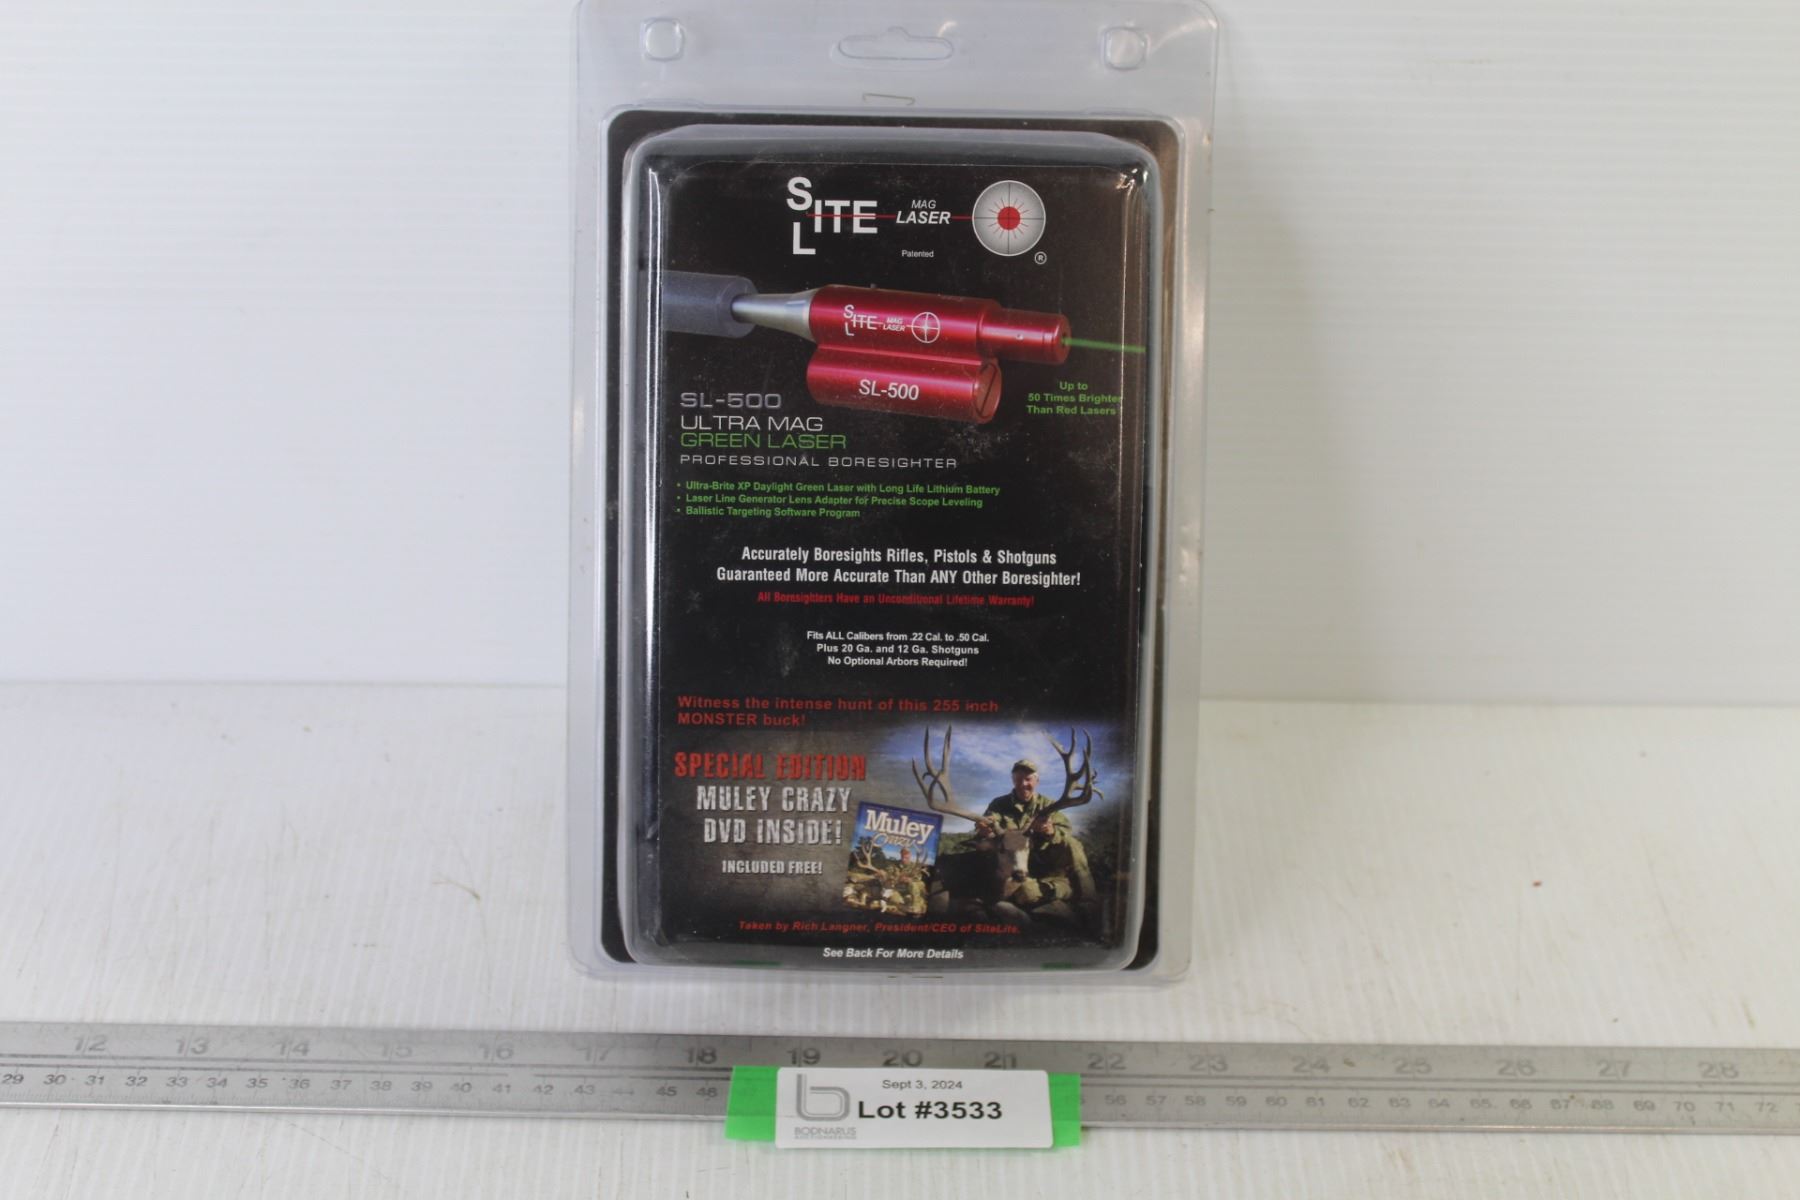 SITE MAG
L LASER
Patented
®
SITE MAG
L LASER
SL-500
Up to
50 Times Brighter
Than Red Lasers
SL-500
ULTRA MAG
GREEN LASER
PROFESSIONAL BORESIGHTER
• Ultra-Brite XP Daylight Green Laser with Long Life Lithium Battery
• Laser Line Generator Lens Adapter for Precise Scope Leveling
• Ballistic Targeting Software Program
Accurately Boresights Rifles, Pistols & Shotguns
Guaranteed More Accurate Than ANY Other Boresighter!
All Boresighters Have an Unconditional Lifetime Warranty!
Fits ALL Calibers from .22 Cal. to .50 Cal.
Plus 20 Ga. and 12 Ga. Shotguns
No Optional Arbors Required!
Witness the intense hunt of this 255 inch
MONSTER buck!
SPECIAL EDITION
MULEY CRAZY
DVD INSIDE!
INCLUDED FREE!
Muley
Crazy
Taken by Rich Langner, President/CEO of SiteLite.
See Back For More Details
12 13 14 15 16 17 18 19 20 21 22 23 24 25 26 27 28
29 30 31 32 33 34 35 36 37 38 39 40 41 42 43 44 45 46 56 57 58 59 60 61 62 63 64 65 66 67 68 69 70 71 72
Sept 3, 2024
b Lot #3533
BODNARUS
AUCTIONEERING